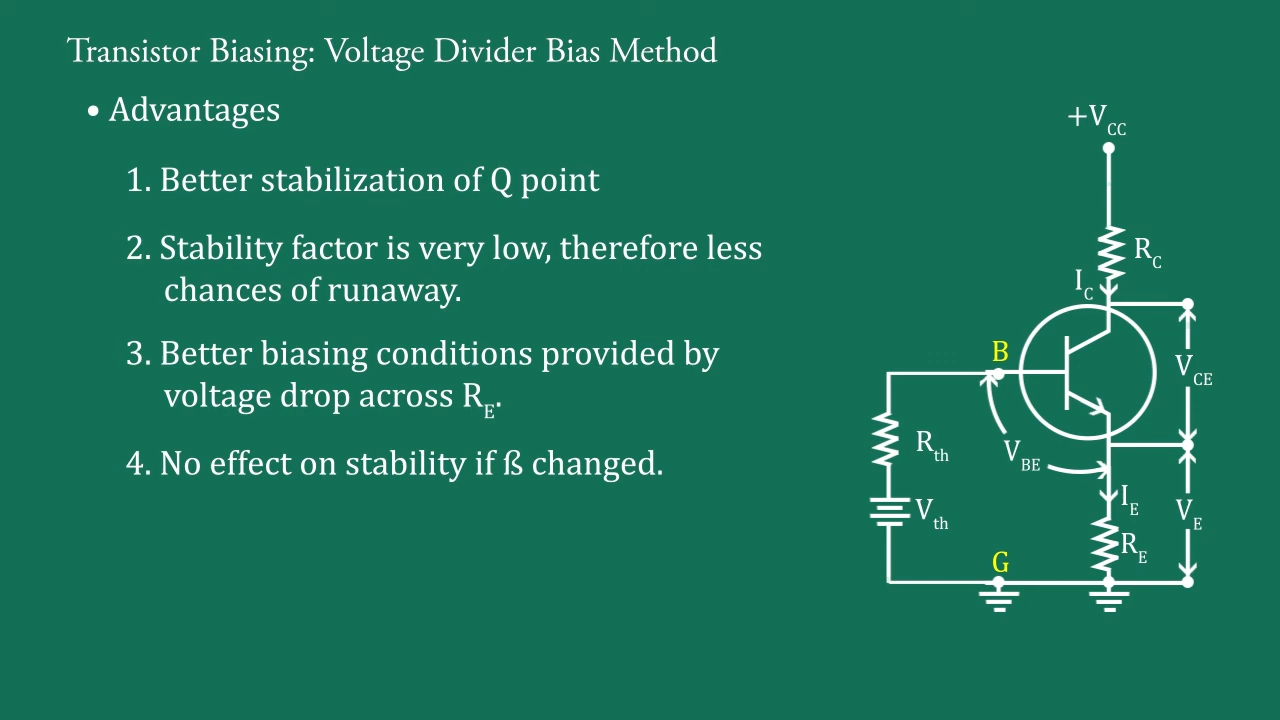 Transistor Biasing: Voltage Divider Bias Method
• Advantages
1. Better stabilization of Q point
2. Stability factor is very low, therefore less
chances of runaway.
3. Better biasing conditions provided by
voltage drop across RE.
4. No effect on stability if ß changed.
+VCC
RC
IC
B
VCE
Rth
VBE
IE
Vth
VE
RE
G